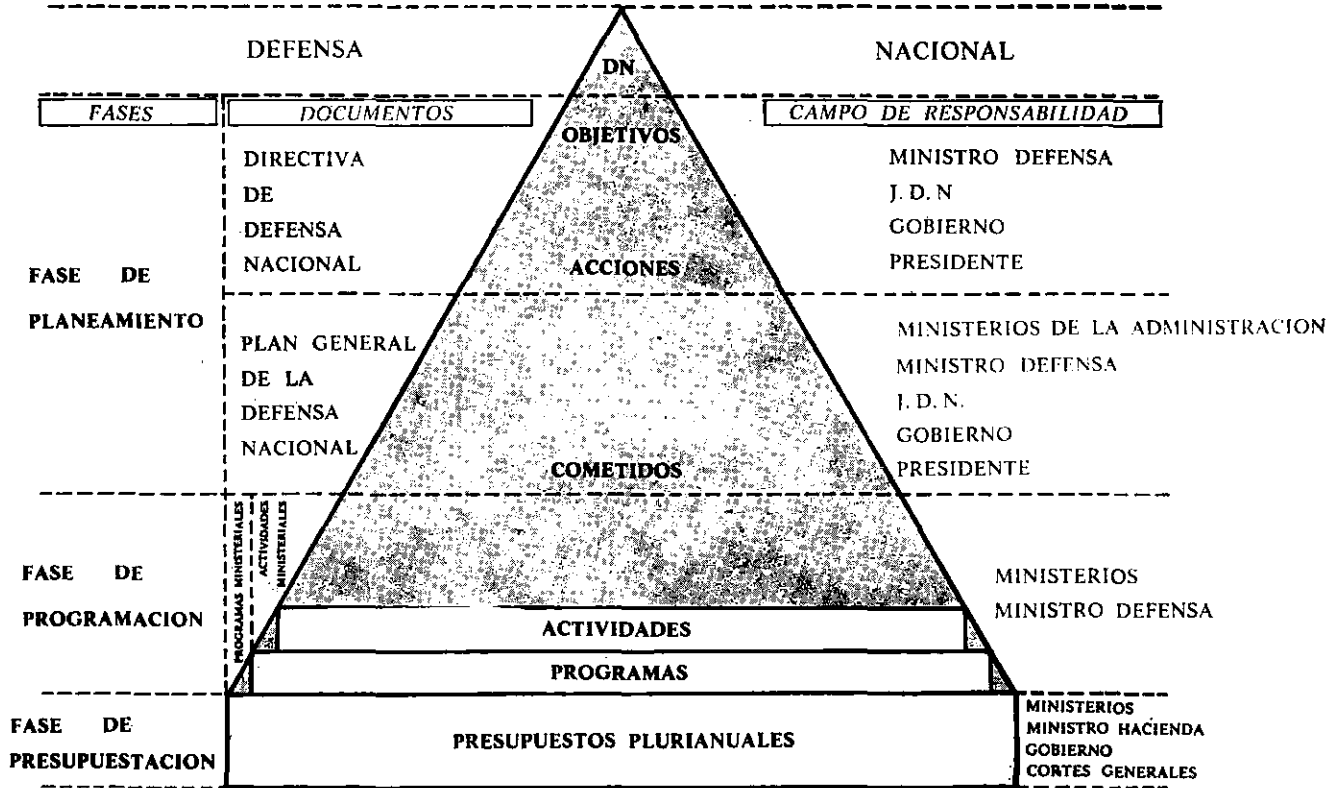 DEFENSA NACIONAL
DN
FASES DOCUMENTOS CAMPO DE RESPONSABILIDAD
OBJETIVOS
DIRECTIVA
DE
DEFENSA
NACIONAL
ACCIONES
MINISTRO DEFENSA
J. D. N
GOBIERNO
PRESIDENTE
FASE DE
PLANEAMIENTO
PLAN GENERAL
DE LA
DEFENSA
NACIONAL
COMETIDOS
MINISTERIOS DE LA ADMINISTRACION
MINISTRO DEFENSA
J. D. N.
GOBIERNO
PRESIDENTE
FASE DE
PROGRAMACION
PROGRAMAS MINISTERIALES
ACTIVIDADES
MINISTERIALES
ACTIVIDADES
PROGRAMAS
MINISTERIOS
MINISTRO DEFENSA
FASE DE
PRESUPUESTACION
PRESUPUESTOS PLURIANUALES
MINISTERIOS
MINISTRO HACIENDA
GOBIERNO
CORTES GENERALES